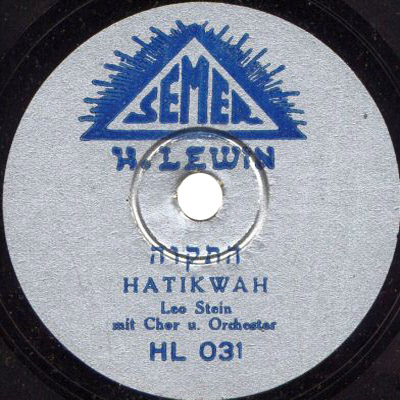 SEMER
H. LEWIN
התקוה
HATIKWAH
Leo Stein
mit Chor u. Orchester
HL 031